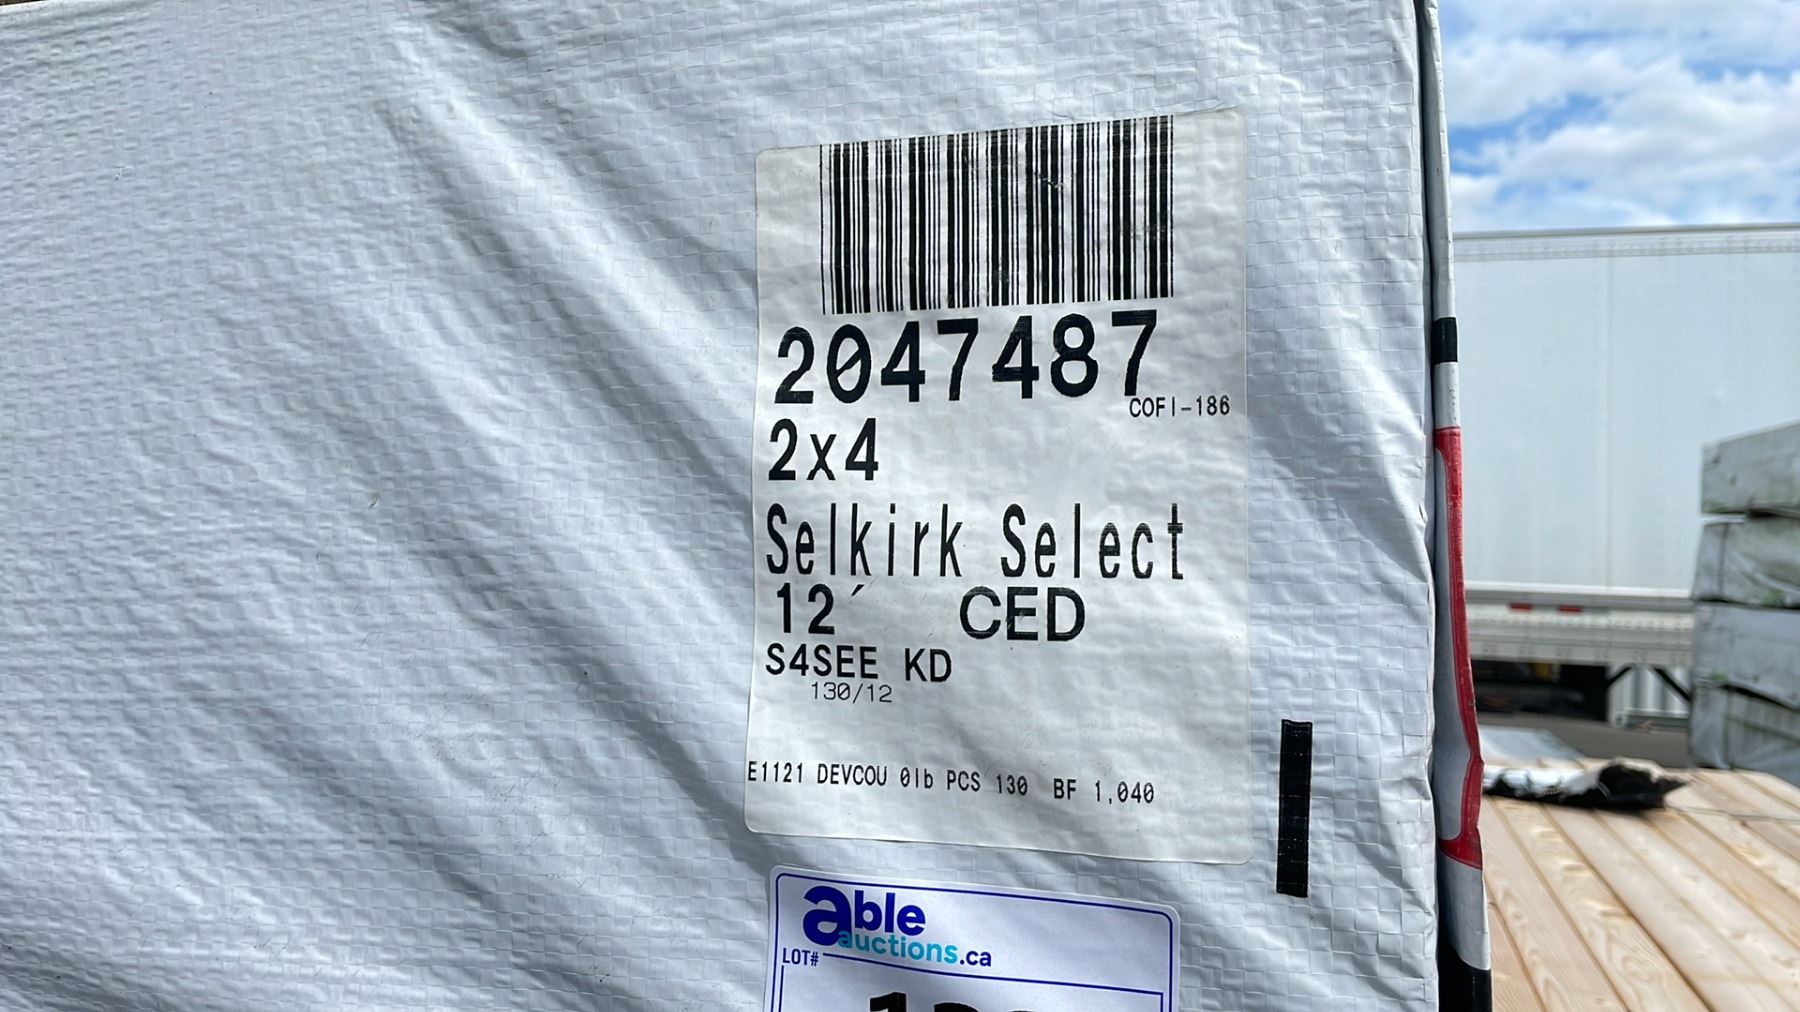 2047487
COFI-186
2x4
Selkirk Select
12´ CED
S4SEE KD
130/12
E1121 DEVCOU 0lb PCS 130 BF 1,040
able
auctions.ca
LOT#